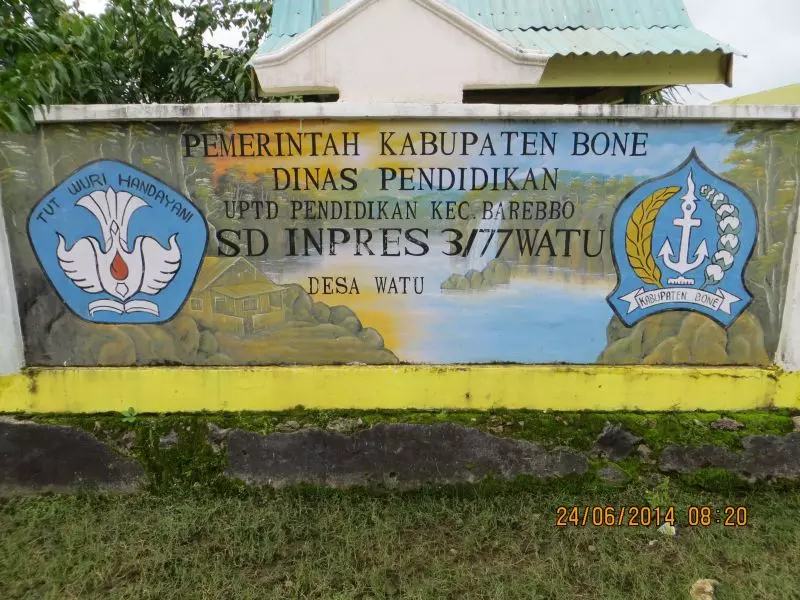 PEMERINTAH KABUPATEN BONE
DINAS PENDIDIKAN
UPTD PENDIDIKAN KEC. BAREBBO
SD INPRES 3/77 WATU
DESA WATU
TUT WURI HANDAYANI
KABUPATEN BONE
24/06/2014 08:20